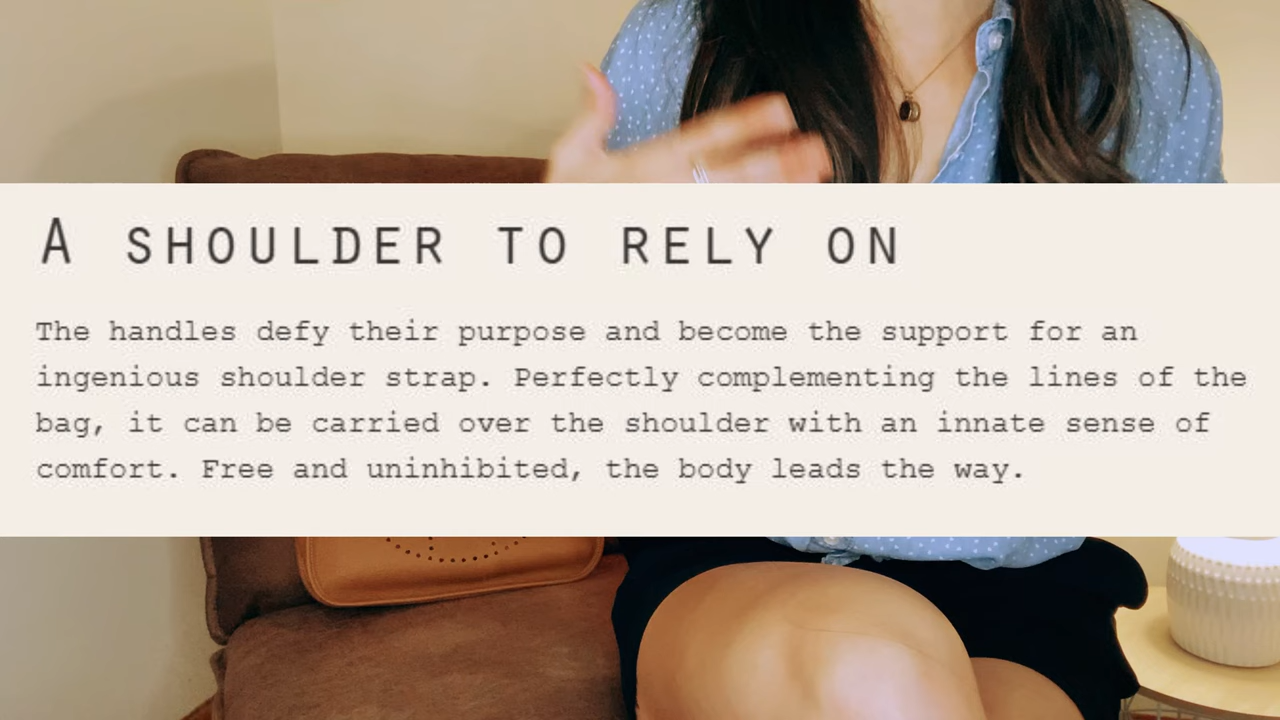 A SHOULDER TO RELY ON
The handles defy their purpose and become the support for an
ingenious shoulder strap. Perfectly complementing the lines of the
bag, it can be carried over the shoulder with an innate sense of
comfort. Free and uninhibited, the body leads the way.